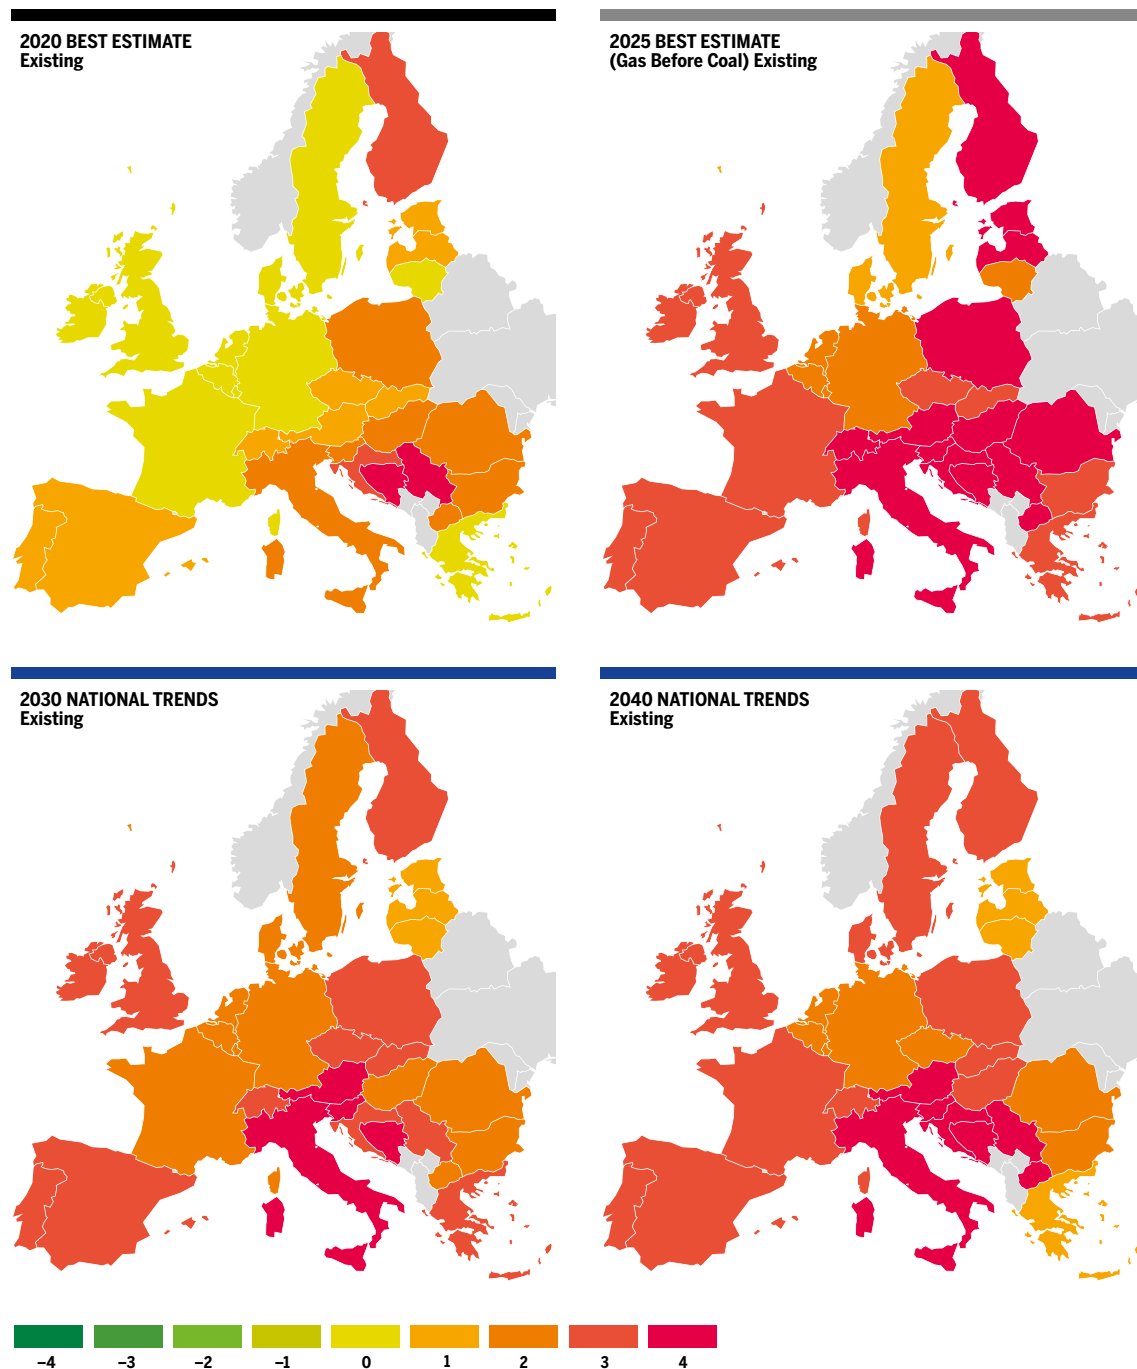 2020 BEST ESTIMATE
Existing
2025 BEST ESTIMATE
(Gas Before Coal) Existing
2030 NATIONAL TRENDS
Existing
2040 NATIONAL TRENDS
Existing
–4 –3 –2 –1 0 1 2 3 4